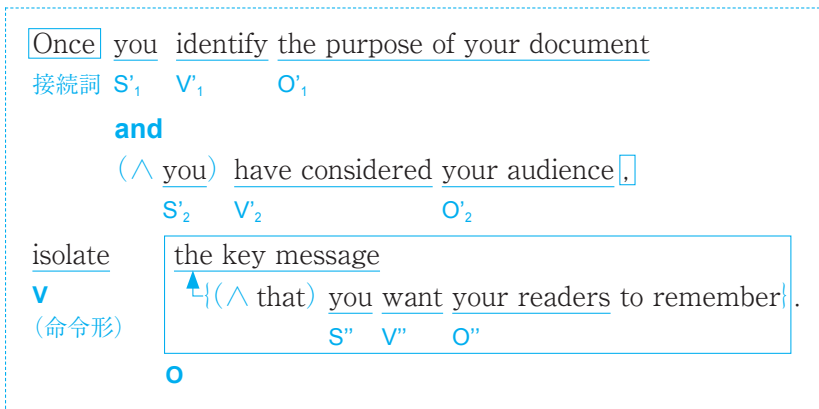 Once you identify the purpose of your document
接続詞 S'₁ V'₁ O'₁
and
(∧ you) have considered your audience ,
S'₂ V'₂ O'₂
isolate the key message
V {(∧ that) you want your readers to remember} .
(命令形) S'' V'' O''
O